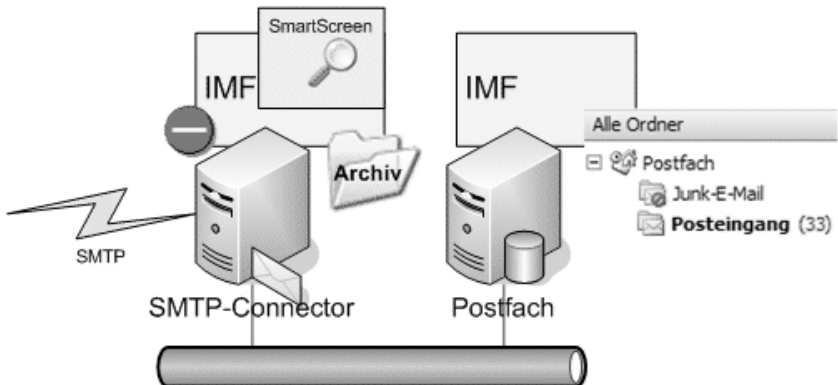 SmartScreen
IMF
IMF
Alle Ordner
Postfach
Junk-E-Mail
Posteingang (33)
Archiv
SMTP
SMTP-Connector
Postfach